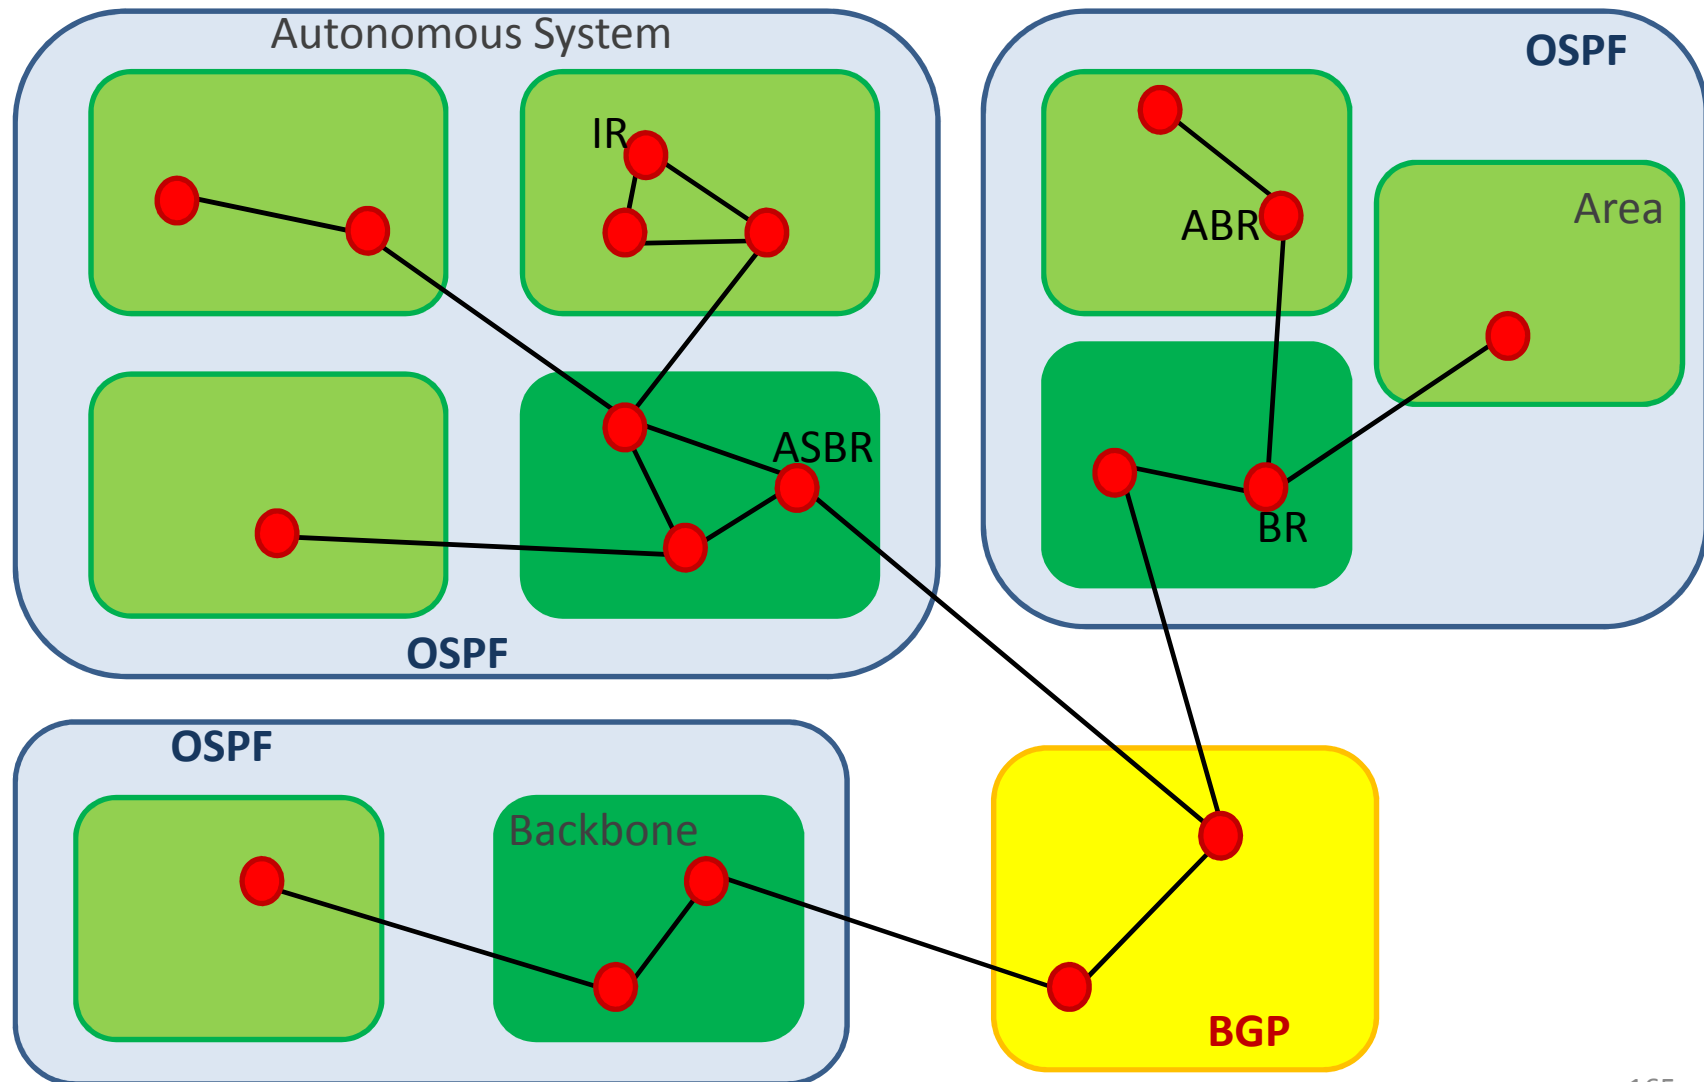 Autonomous System
OSPF
IR
ABR
Area
ASBR
BR
OSPF
OSPF
Backbone
BGP